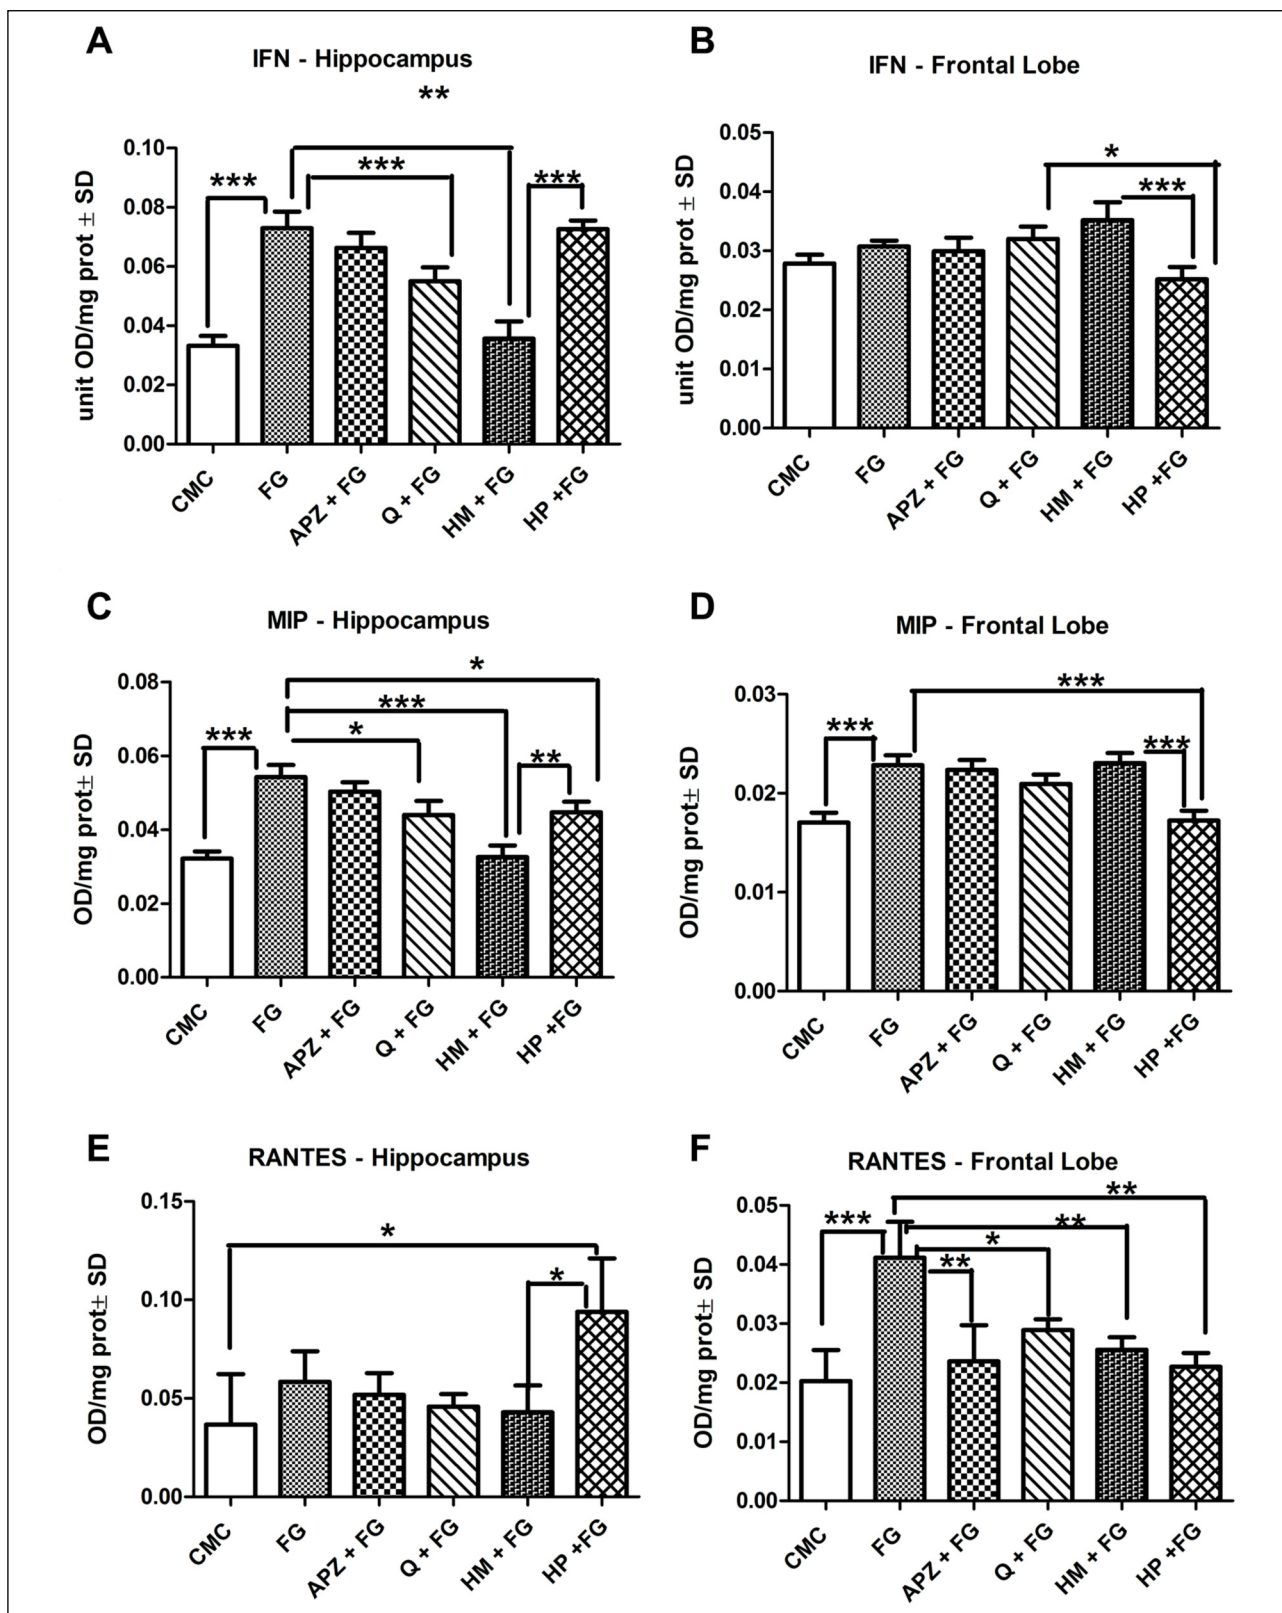 A
IFN - Hippocampus
**
unit OD/mg prot ± SD
0.10
0.08
0.06
0.04
0.02
0.00
***
***
***
CMC
FG
APZ + FG
Q + FG
HM + FG
HP +FG
B
IFN - Frontal Lobe
unit OD/mg prot ± SD
0.05
0.04
0.03
0.02
0.01
0.00
*
***
CMC
FG
APZ + FG
Q + FG
HM + FG
HP +FG
C
MIP - Hippocampus
OD/mg prot± SD
0.08
0.06
0.04
0.02
0.00
*
***
***
*
**
CMC
FG
APZ + FG
Q + FG
HM + FG
HP +FG
D
MIP - Frontal Lobe
OD/mg prot± SD
0.03
0.02
0.01
0.00
***
***
***
CMC
FG
APZ + FG
Q + FG
HM + FG
HP +FG
E
RANTES - Hippocampus
OD/mg prot± SD
0.15
0.10
0.05
0.00
*
*
CMC
FG
APZ + FG
Q + FG
HM + FG
HP +FG
F
RANTES - Frontal Lobe
OD/mg prot± SD
0.05
0.04
0.03
0.02
0.01
0.00
**
***
**
*
**
CMC
FG
APZ + FG
Q + FG
HM + FG
HP +FG